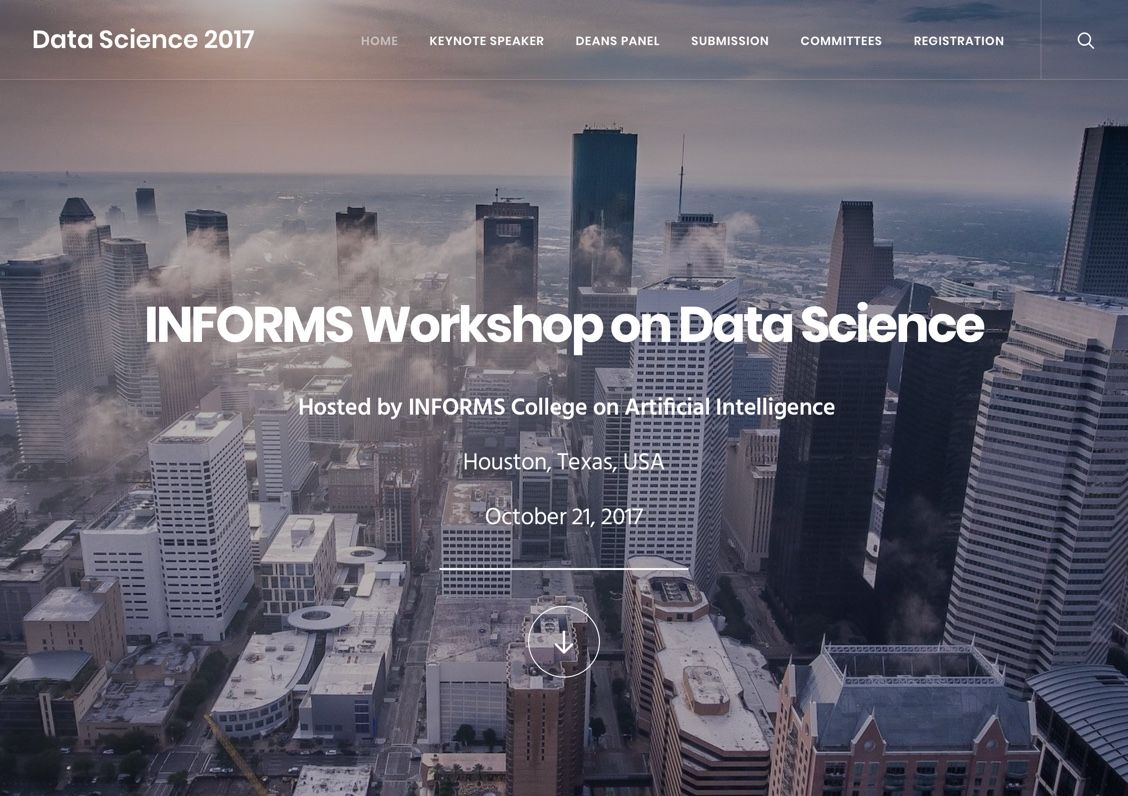 Data Science 2017
HOME KEYNOTE SPEAKER DEANS PANEL SUBMISSION COMMITTEES REGISTRATION
INFORMS Workshop on Data Science
Hosted by INFORMS College on Artificial Intelligence
Houston, Texas, USA
October 21, 2017